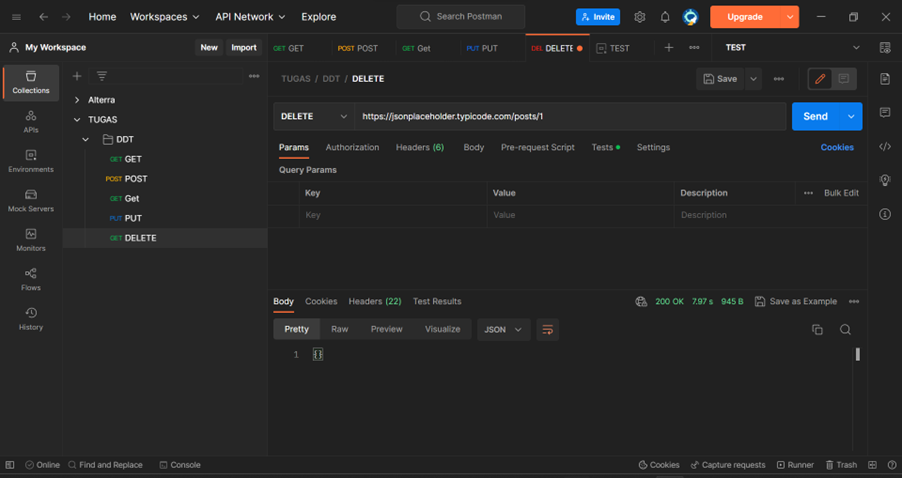 Home Workspaces API Network Explore Search Postman Invite Upgrade
My Workspace New Import GET GET POST POST GET Get PUT PUT DEL DELETE TEST TEST
Collections
APIs
Environments
Mock Servers
Monitors
Flows
History
Alterra
TUGAS
DDT
GET GET
POST POST
GET Get
PUT PUT
GET DELETE
TUGAS / DDT / DELETE Save
DELETE https://jsonplaceholder.typicode.com/posts/1 Send
Params Authorization Headers (6) Body Pre-request Script Tests Settings Cookies
Query Params
Key Value Description Bulk Edit
Key Value Description
Body Cookies Headers (22) Test Results 200 OK 7.97 s 945 B Save as Example
Pretty Raw Preview Visualize JSON
1 {}
Online Find and Replace Console Cookies Capture requests Runner Trash